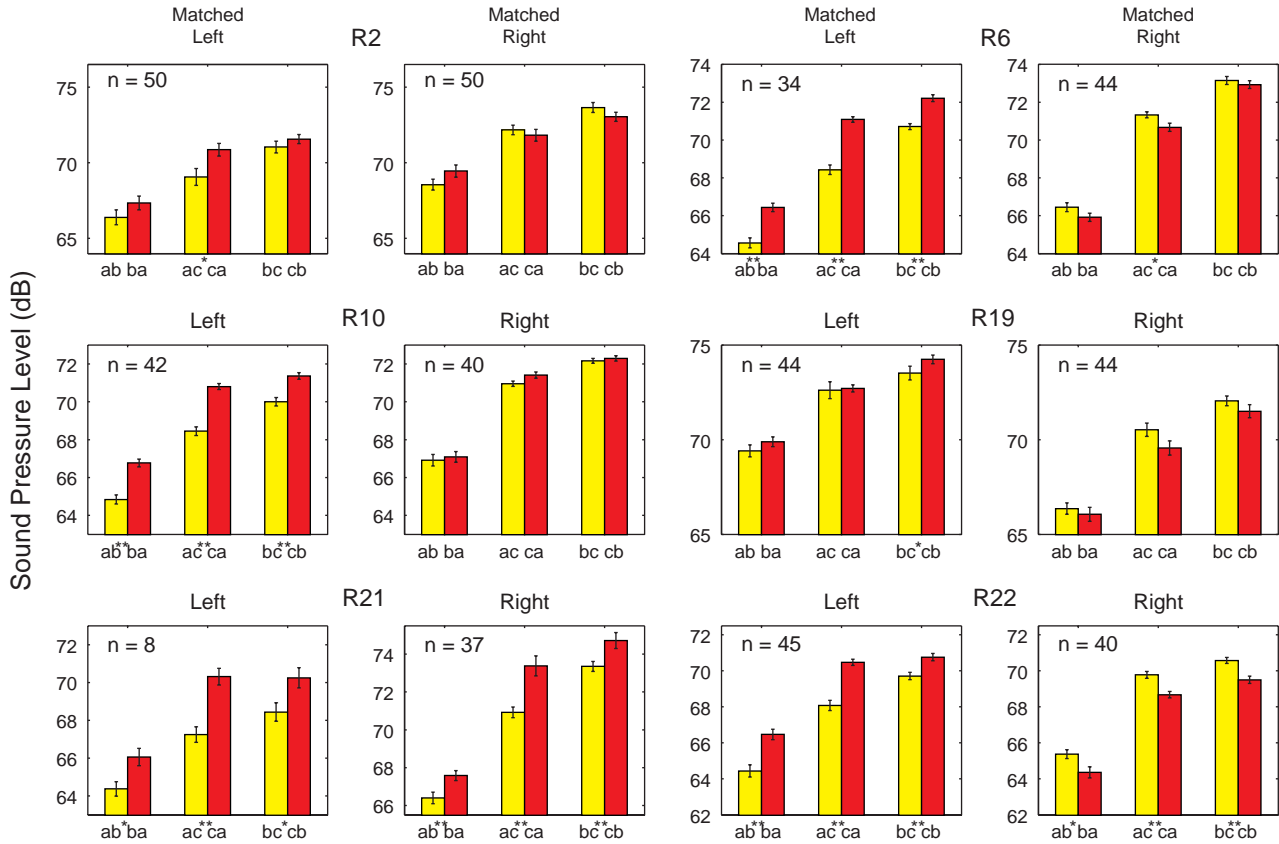 Matched
Left
R2
Matched
Right
Matched
Left
R6
Matched
Right
Sound Pressure Level (dB)
n = 50
75
70
65
ab ba ac * ca bc cb
n = 50
75
70
65
ab ba ac ca bc cb
n = 34
74
72
70
68
66
64
ab ** ba ac ** ca bc ** cb
n = 44
74
72
70
68
66
64
ab ba ac * ca bc cb
Left
R10
Right
Left
R19
Right
n = 42
72
70
68
66
64
ab ** ba ac ** ca bc ** cb
n = 40
72
70
68
66
64
ab ba ac ca bc cb
n = 44
75
70
65
ab ba ac ca bc * cb
n = 44
75
70
65
ab ba ac ca bc cb
Left
R21
Right
Left
R22
Right
n = 8
72
70
68
66
64
ab * ba ac ** ca bc * cb
n = 37
74
72
70
68
66
ab ** ba ac ** ca bc ** cb
n = 45
72
70
68
66
64
62
ab ** ba ac ** ca bc ** cb
n = 40
72
70
68
66
64
62
ab * ba ac ** ca bc ** cb